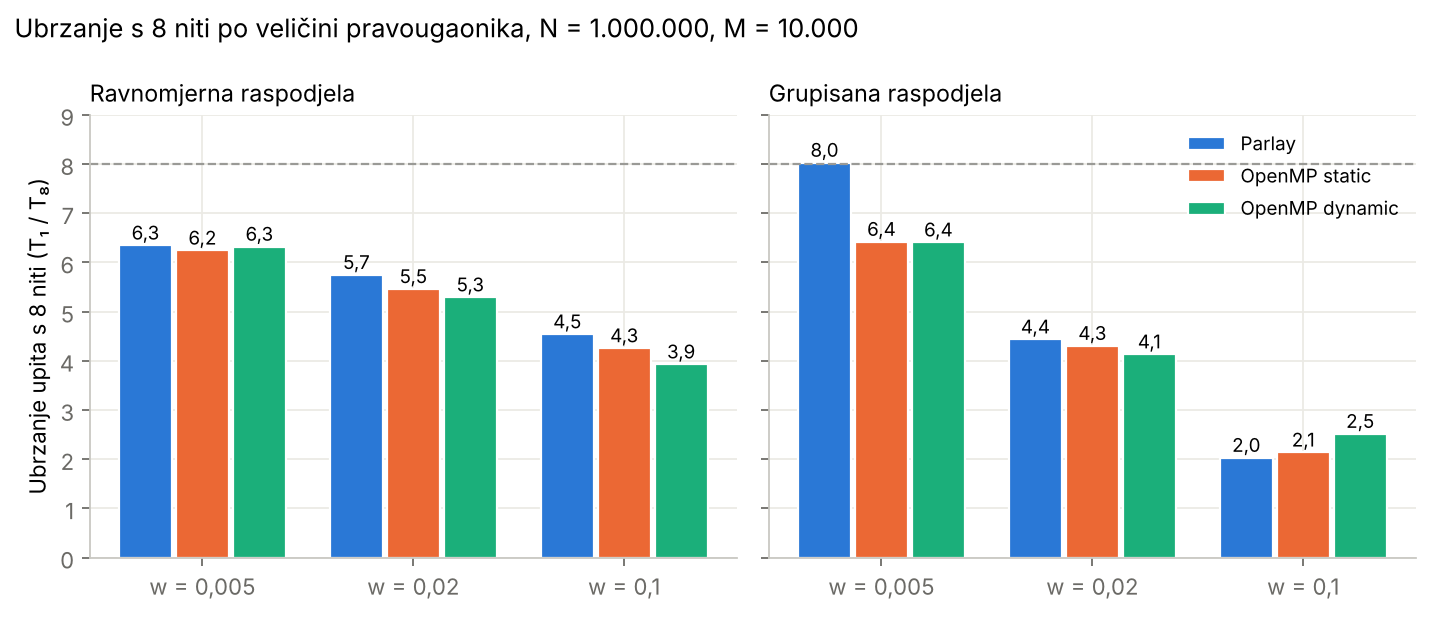 Ubrzanje s 8 niti po veličini pravougaonika, N = 1.000.000, M = 10.000
Ravnomjerna raspodjela
Ubrzanje upita s 8 niti (T₁ / T₈)
9
8
7
6
5
4
3
2
1
0
6,3
6,2
6,3
5,7
5,5
5,3
4,5
4,3
3,9
w = 0,005
w = 0,02
w = 0,1
Grupisana raspodjela
Parlay
OpenMP static
OpenMP dynamic
8,0
6,4
6,4
4,4
4,3
4,1
2,0
2,1
2,5
w = 0,005
w = 0,02
w = 0,1